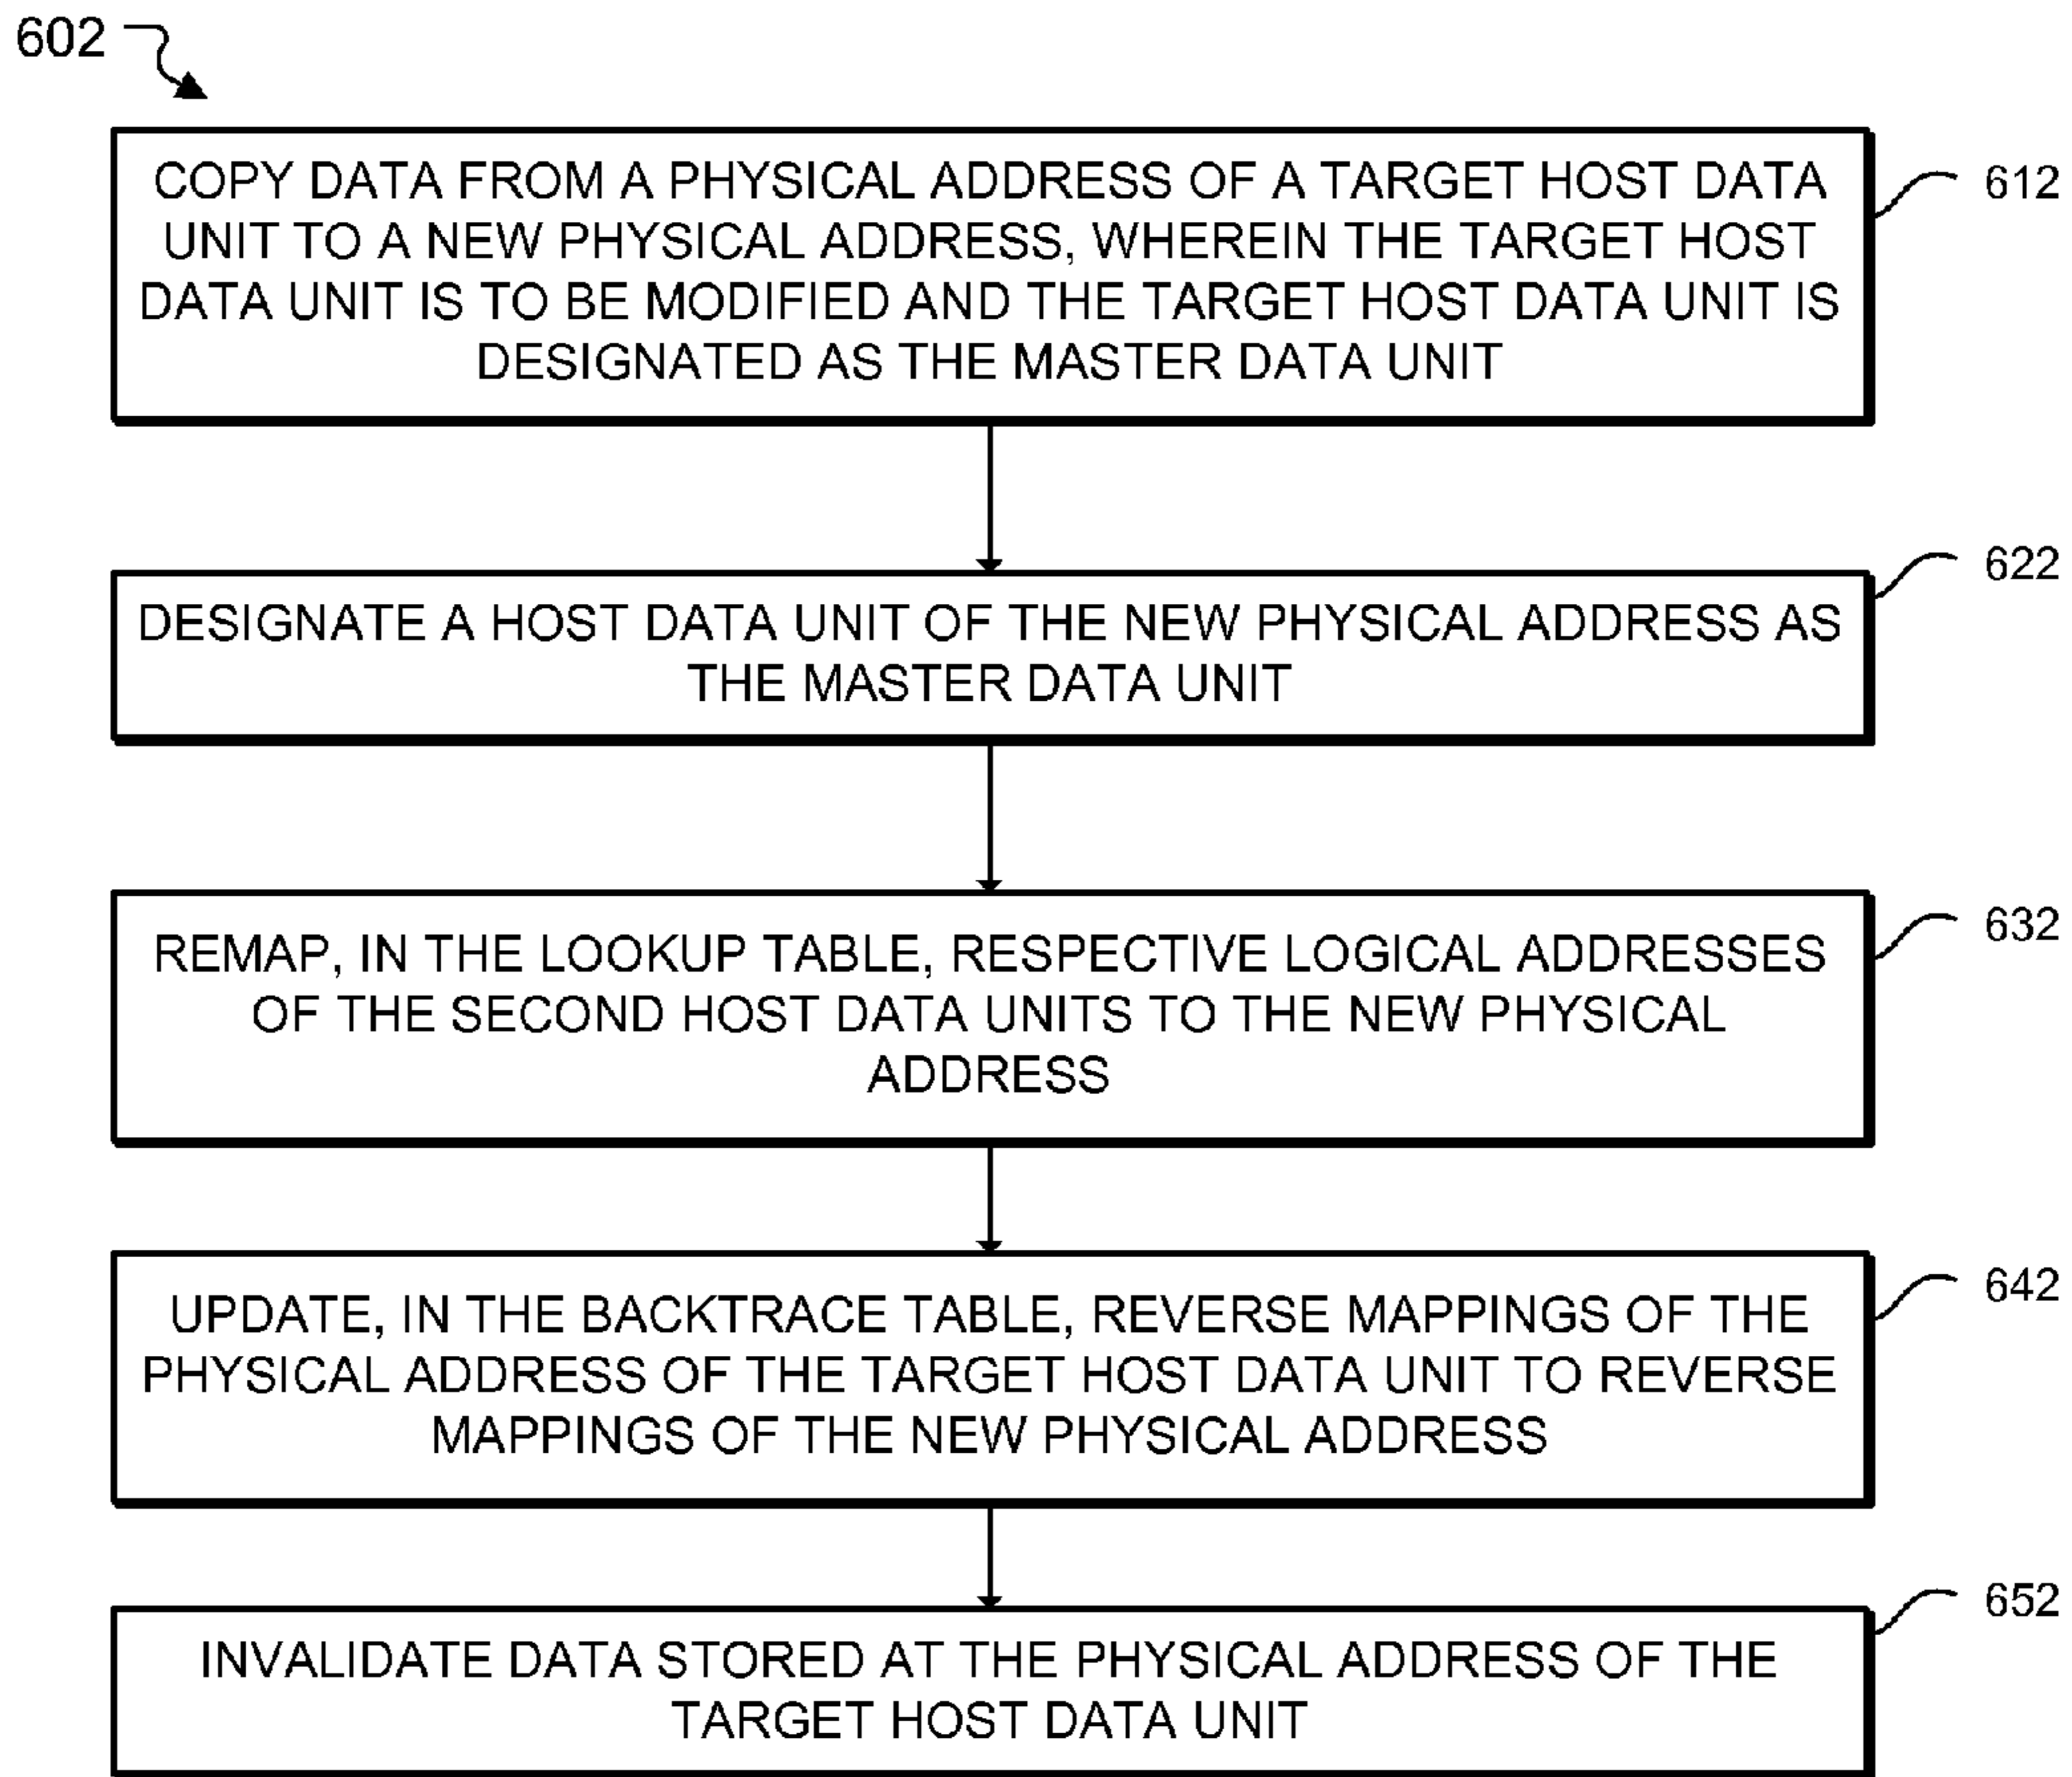 602
COPY DATA FROM A PHYSICAL ADDRESS OF A TARGET HOST DATA
UNIT TO A NEW PHYSICAL ADDRESS, WHEREIN THE TARGET HOST
DATA UNIT IS TO BE MODIFIED AND THE TARGET HOST DATA UNIT IS
DESIGNATED AS THE MASTER DATA UNIT
612
DESIGNATE A HOST DATA UNIT OF THE NEW PHYSICAL ADDRESS AS
THE MASTER DATA UNIT
622
REMAP, IN THE LOOKUP TABLE, RESPECTIVE LOGICAL ADDRESSES
OF THE SECOND HOST DATA UNITS TO THE NEW PHYSICAL
ADDRESS
632
UPDATE, IN THE BACKTRACE TABLE, REVERSE MAPPINGS OF THE
PHYSICAL ADDRESS OF THE TARGET HOST DATA UNIT TO REVERSE
MAPPINGS OF THE NEW PHYSICAL ADDRESS
642
INVALIDATE DATA STORED AT THE PHYSICAL ADDRESS OF THE
TARGET HOST DATA UNIT
652